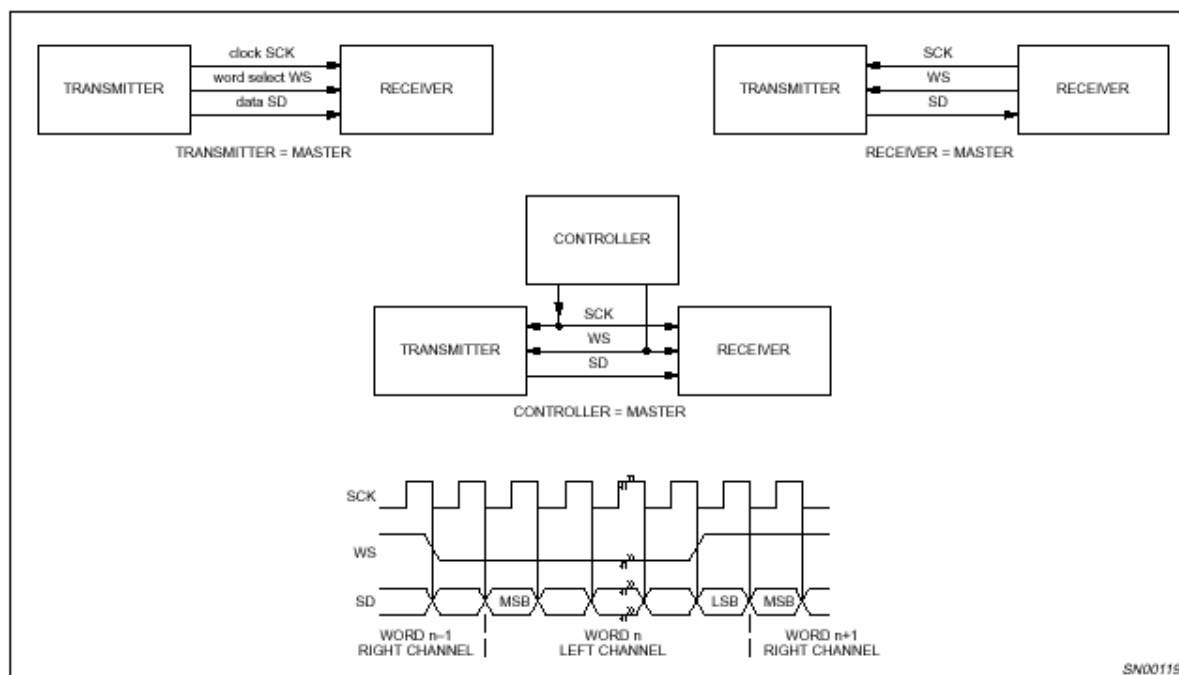 clock SCK
word select WS
data SD
TRANSMITTER
RECEIVER
TRANSMITTER = MASTER
SCK
WS
SD
TRANSMITTER
RECEIVER
RECEIVER = MASTER
CONTROLLER
SCK
WS
SD
TRANSMITTER
RECEIVER
CONTROLLER = MASTER
SCK
WS
SD
MSB
LSB
MSB
WORD n–1
RIGHT CHANNEL
WORD n
LEFT CHANNEL
WORD n+1
RIGHT CHANNEL
SN00119